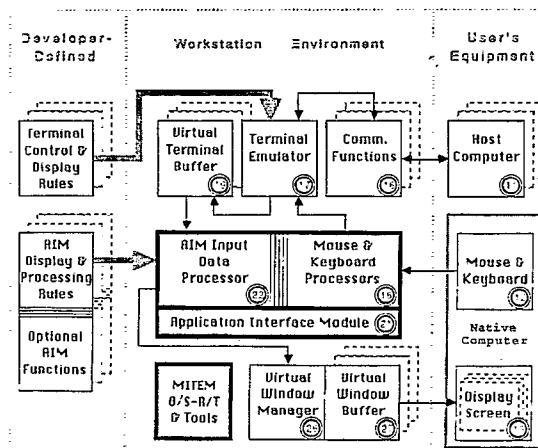 Developer-
Defined
Workstation Environment
User's
Equipment
Terminal
Control &
Display
Rules
Virtual
Terminal
Buffer
Terminal
Emulator
Comm.
Functions
Host
Computer
AIM
Display &
Processing
Rules
Optional
AIM
Functions
AIM Input
Data
Processor
Mouse &
Keyboard
Processors
Application Interface Module
Mouse &
Keyboard
Native
Computer
MITEM
O/S-R/T
& Tools
Virtual
Window
Manager
Virtual
Window
Buffer
Display
Screen